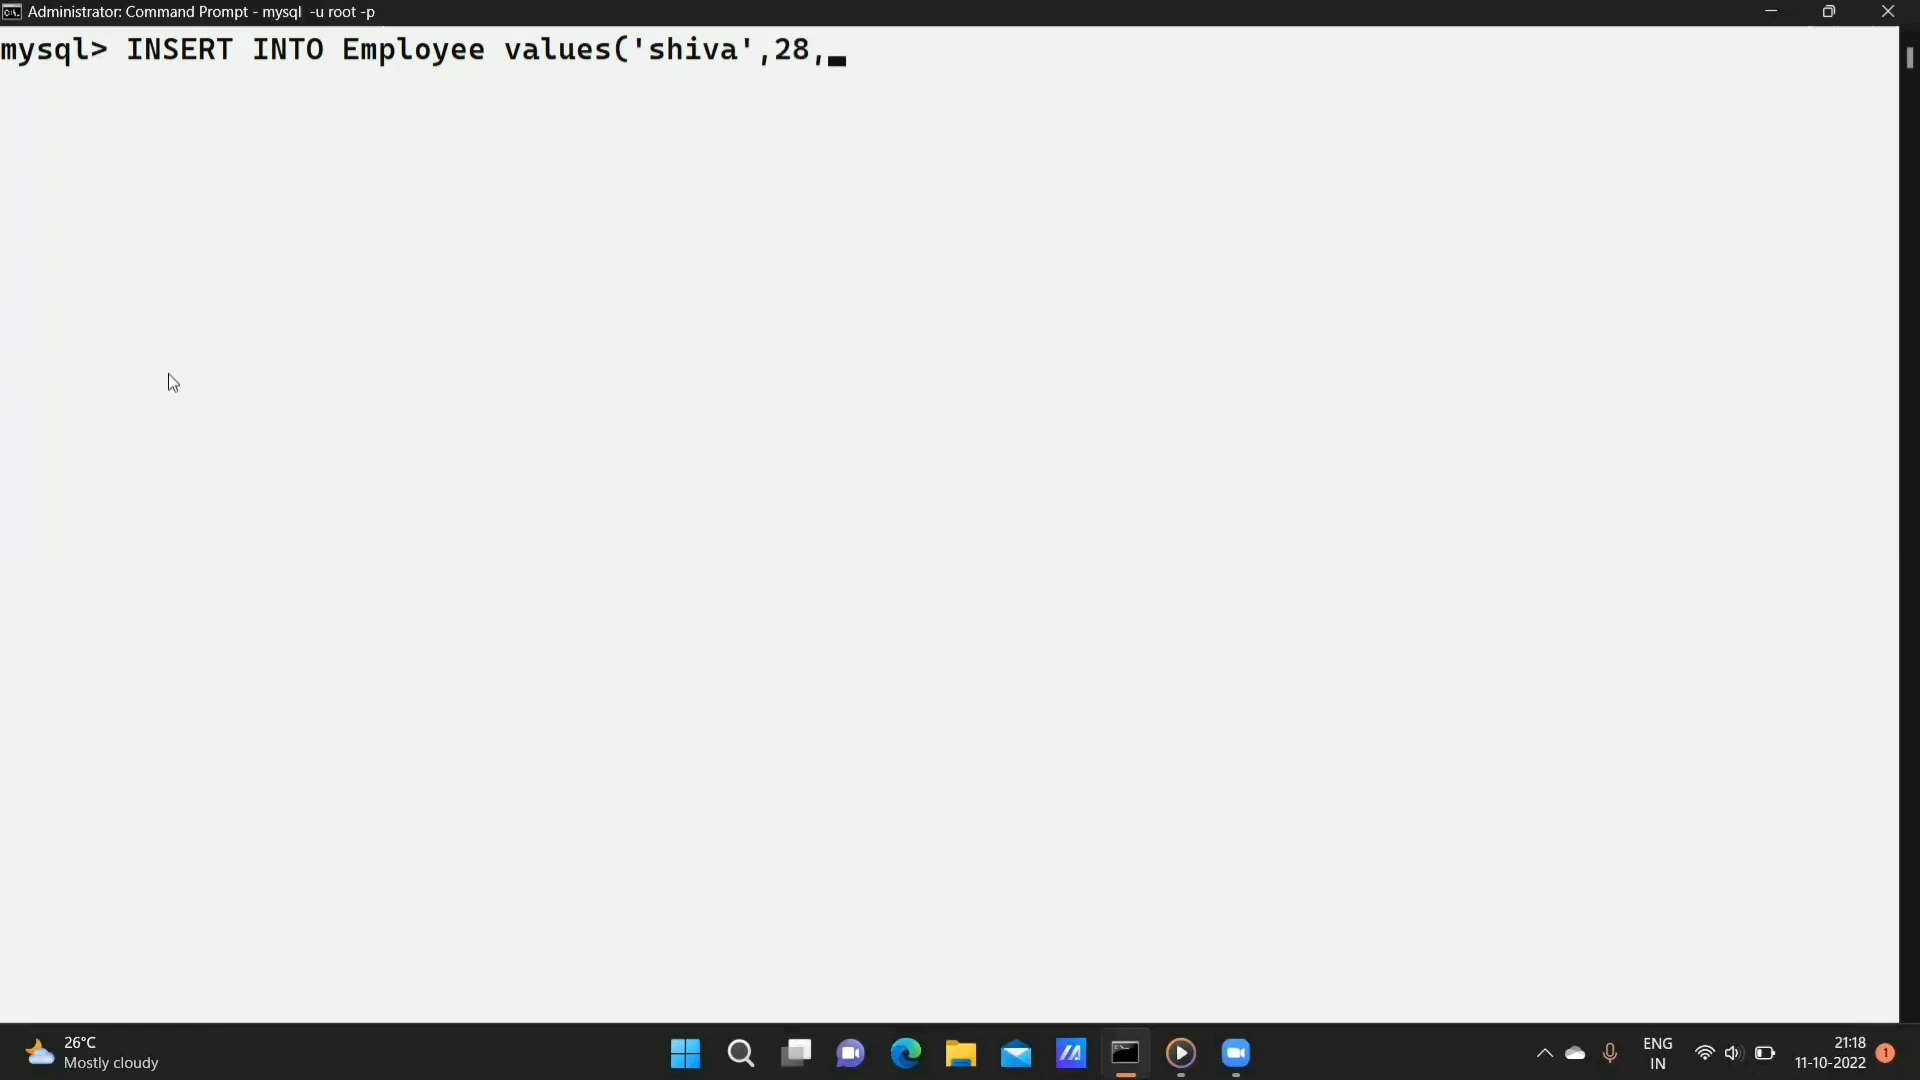 Administrator: Command Prompt - mysql -u root -p
mysql> INSERT INTO Employee values('shiva',28,
26°C
Mostly cloudy
ENG
IN
21:18
11-10-2022
1